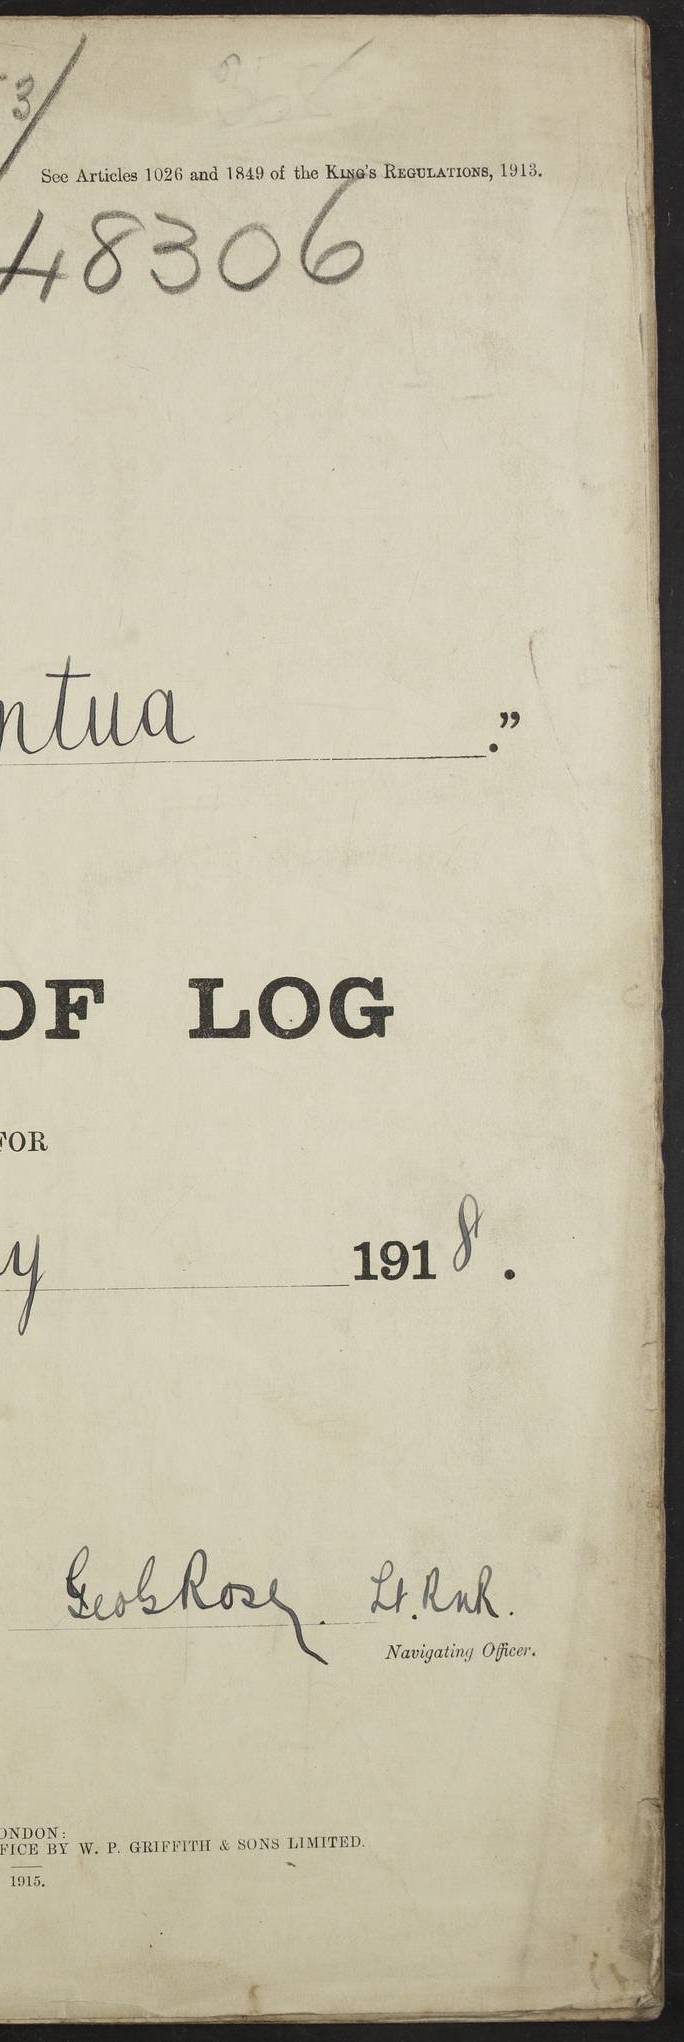 3/
See Articles 1026 and 1849 of the KING'S REGULATIONS, 1913.
48306
ntua ."
OF LOG
FOR
y 1918.
Geo G Rose. Lt. RNR.
Navigating Officer.
ONDON:
FICE BY W. P. GRIFFITH & SONS LIMITED.
1915.